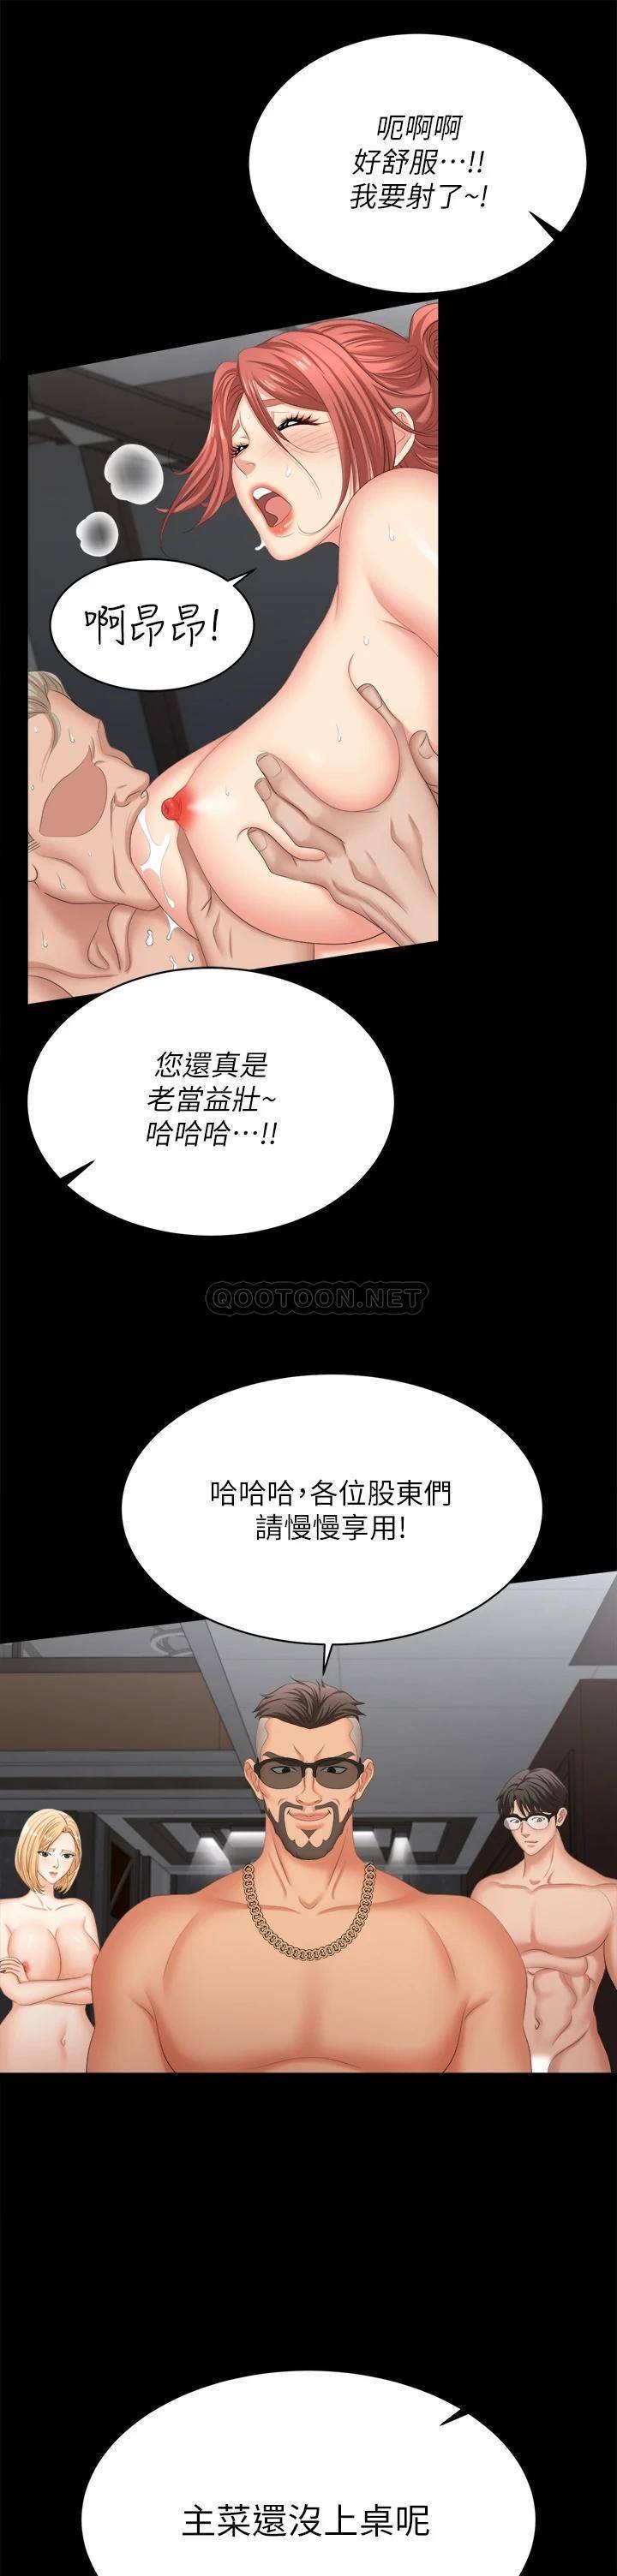 呃啊啊
好舒服…!!
我要射了~!
啊昂昂!
您還真是
老當益壯~
哈哈哈…!!
QOOTOON.NET
哈哈哈，各位股東們
請慢慢享用!
主菜還沒上桌呢